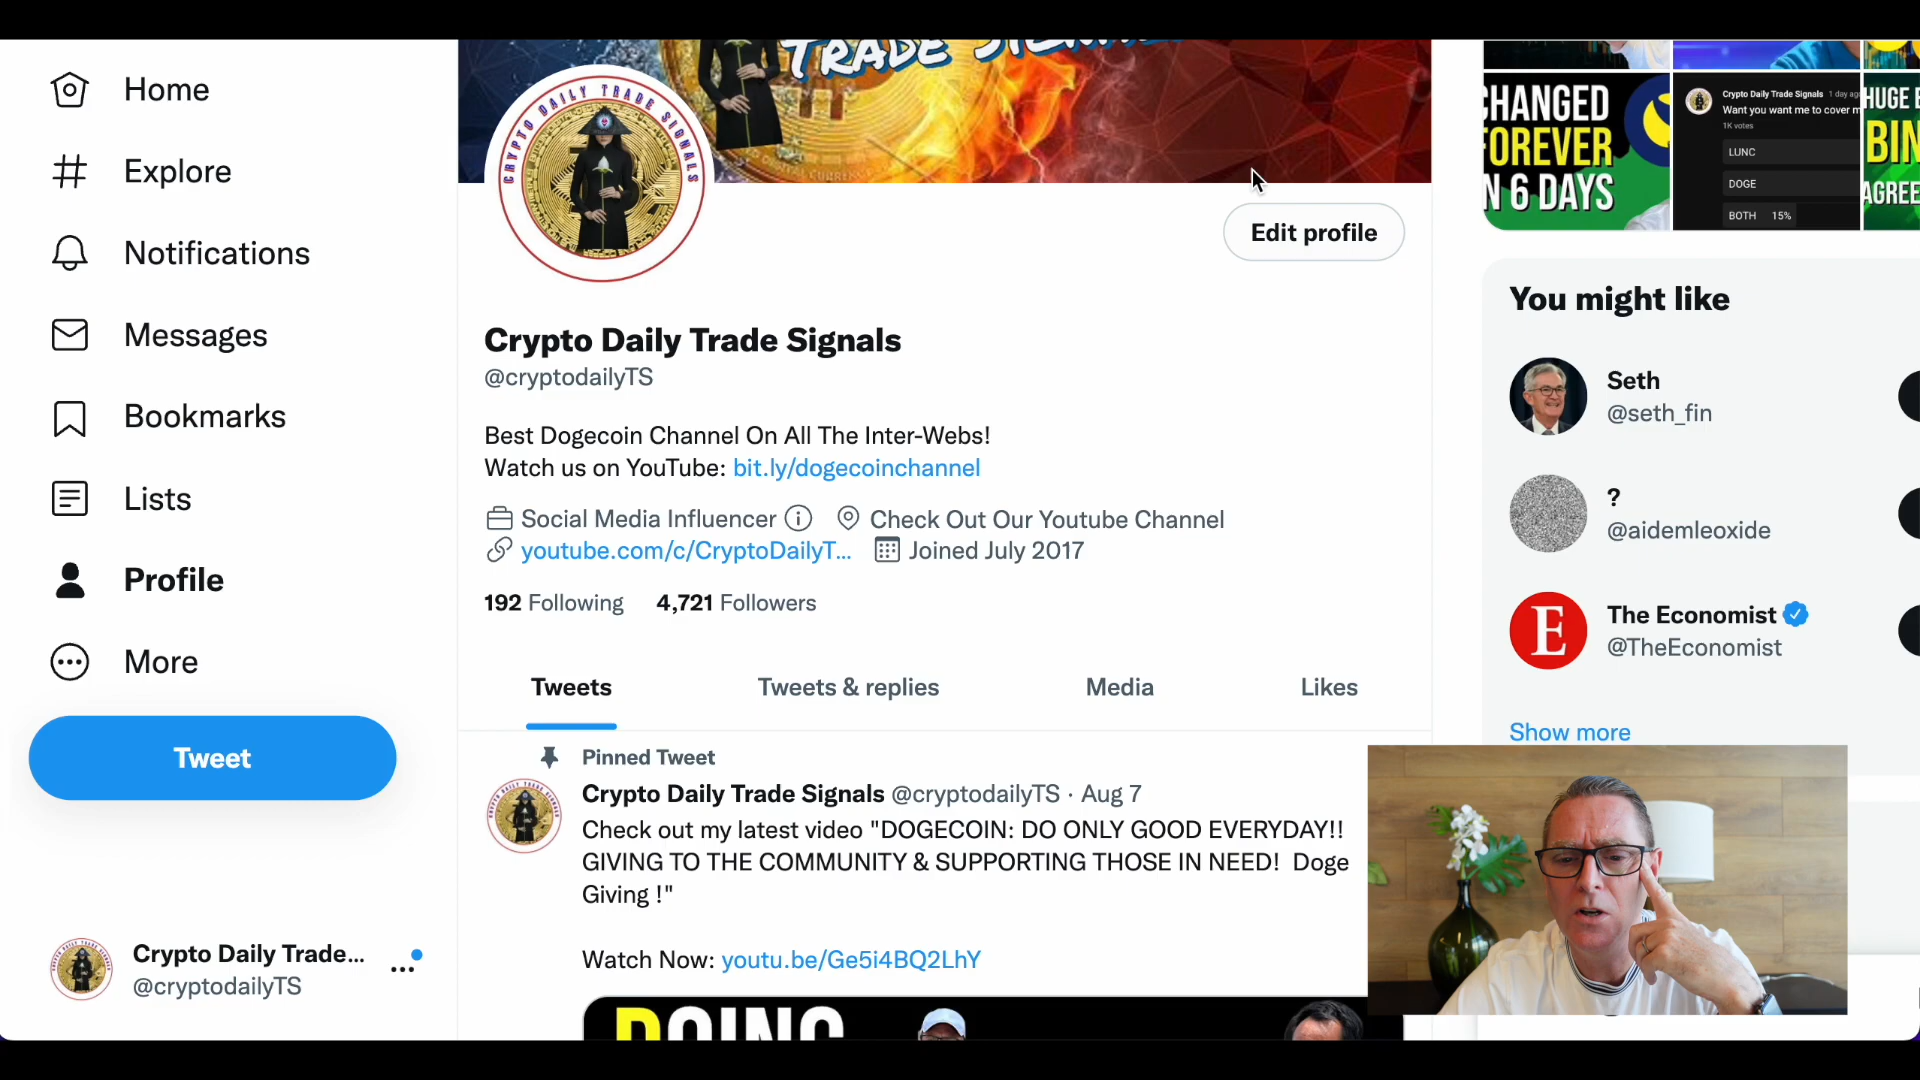 TRADE
Home
Explore
Notifications
Messages
Bookmarks
Lists
Profile
More
Tweet
Crypto Daily Trade...
@cryptodailyTS
CRYPTO DAILY TRADE SIGNALS
Edit profile
Crypto Daily Trade Signals
@cryptodailyTS
Best Dogecoin Channel On All The Inter-Webs!
Watch us on YouTube: bit.ly/dogecoinchannel
Social Media Influencer Check Out Our Youtube Channel
youtube.com/c/CryptoDailyT... Joined July 2017
192 Following 4,721 Followers
Tweets Tweets & replies Media Likes
Pinned Tweet
Crypto Daily Trade Signals @cryptodailyTS · Aug 7
Check out my latest video "DOGECOIN: DO ONLY GOOD EVERYDAY!!
GIVING TO THE COMMUNITY & SUPPORTING THOSE IN NEED! Doge
Giving !"
Watch Now: youtu.be/Ge5i4BQ2LhY
DOING
CHANGED
FOREVER
IN 6 DAYS
Crypto Daily Trade Signals 1 day ago
Want you want me to cover m
1K votes
LUNC
DOGE
BOTH 15%
HUGE
BIN
AGREE
You might like
Seth
@seth_fin
?
@aidemleoxide
E
The Economist
@TheEconomist
Show more